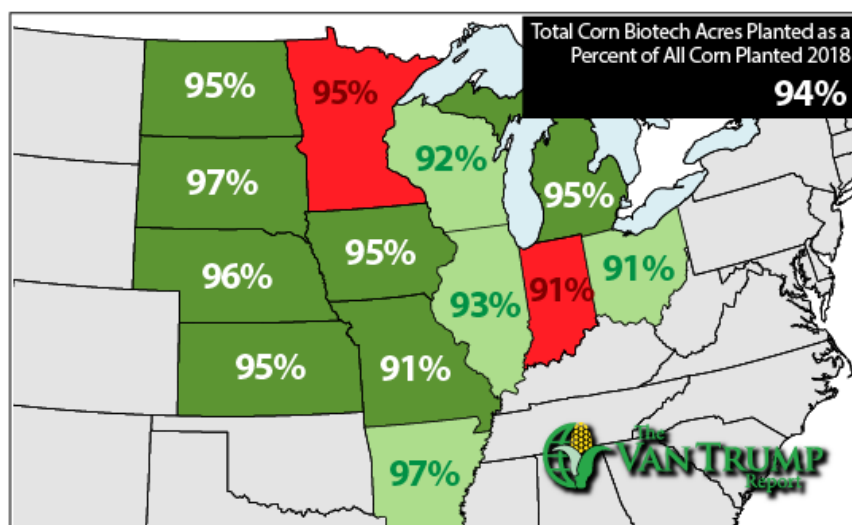 Total Corn Biotech Acres Planted as a
Percent of All Corn Planted 2018
94%
95%
95%
92%
97%
95%
96%
95%
93%
91%
91%
95%
91%
97%
The
VAN TRUMP
Report